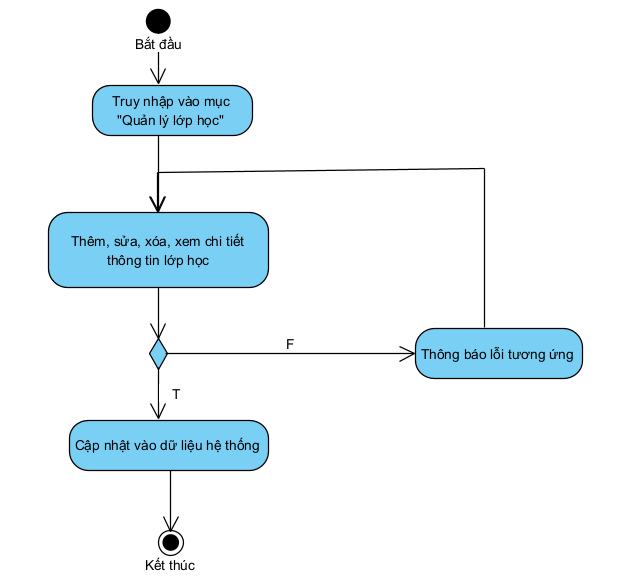 Bắt đầu
Truy nhập vào mục
"Quản lý lớp học"
Thêm, sửa, xóa, xem chi tiết
thông tin lớp học
F
Thông báo lỗi tương ứng
T
Cập nhật vào dữ liệu hệ thống
Kết thúc